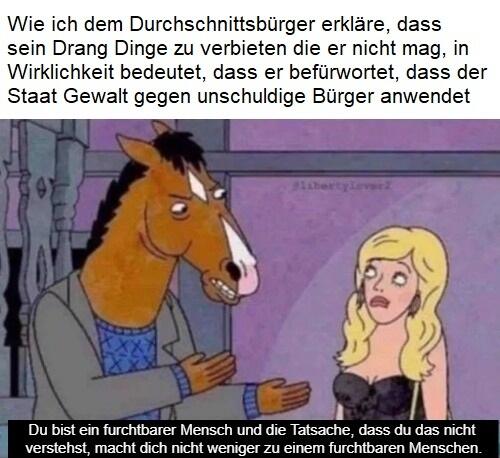 Wie ich dem Durchschnittsbürger erkläre, dass
sein Drang Dinge zu verbieten die er nicht mag, in
Wirklichkeit bedeutet, dass er befürwortet, dass der
Staat Gewalt gegen unschuldige Bürger anwendet
@libertylover2
Du bist ein furchtbarer Mensch und die Tatsache, dass du das nicht
verstehst, macht dich nicht weniger zu einem furchtbaren Menschen.